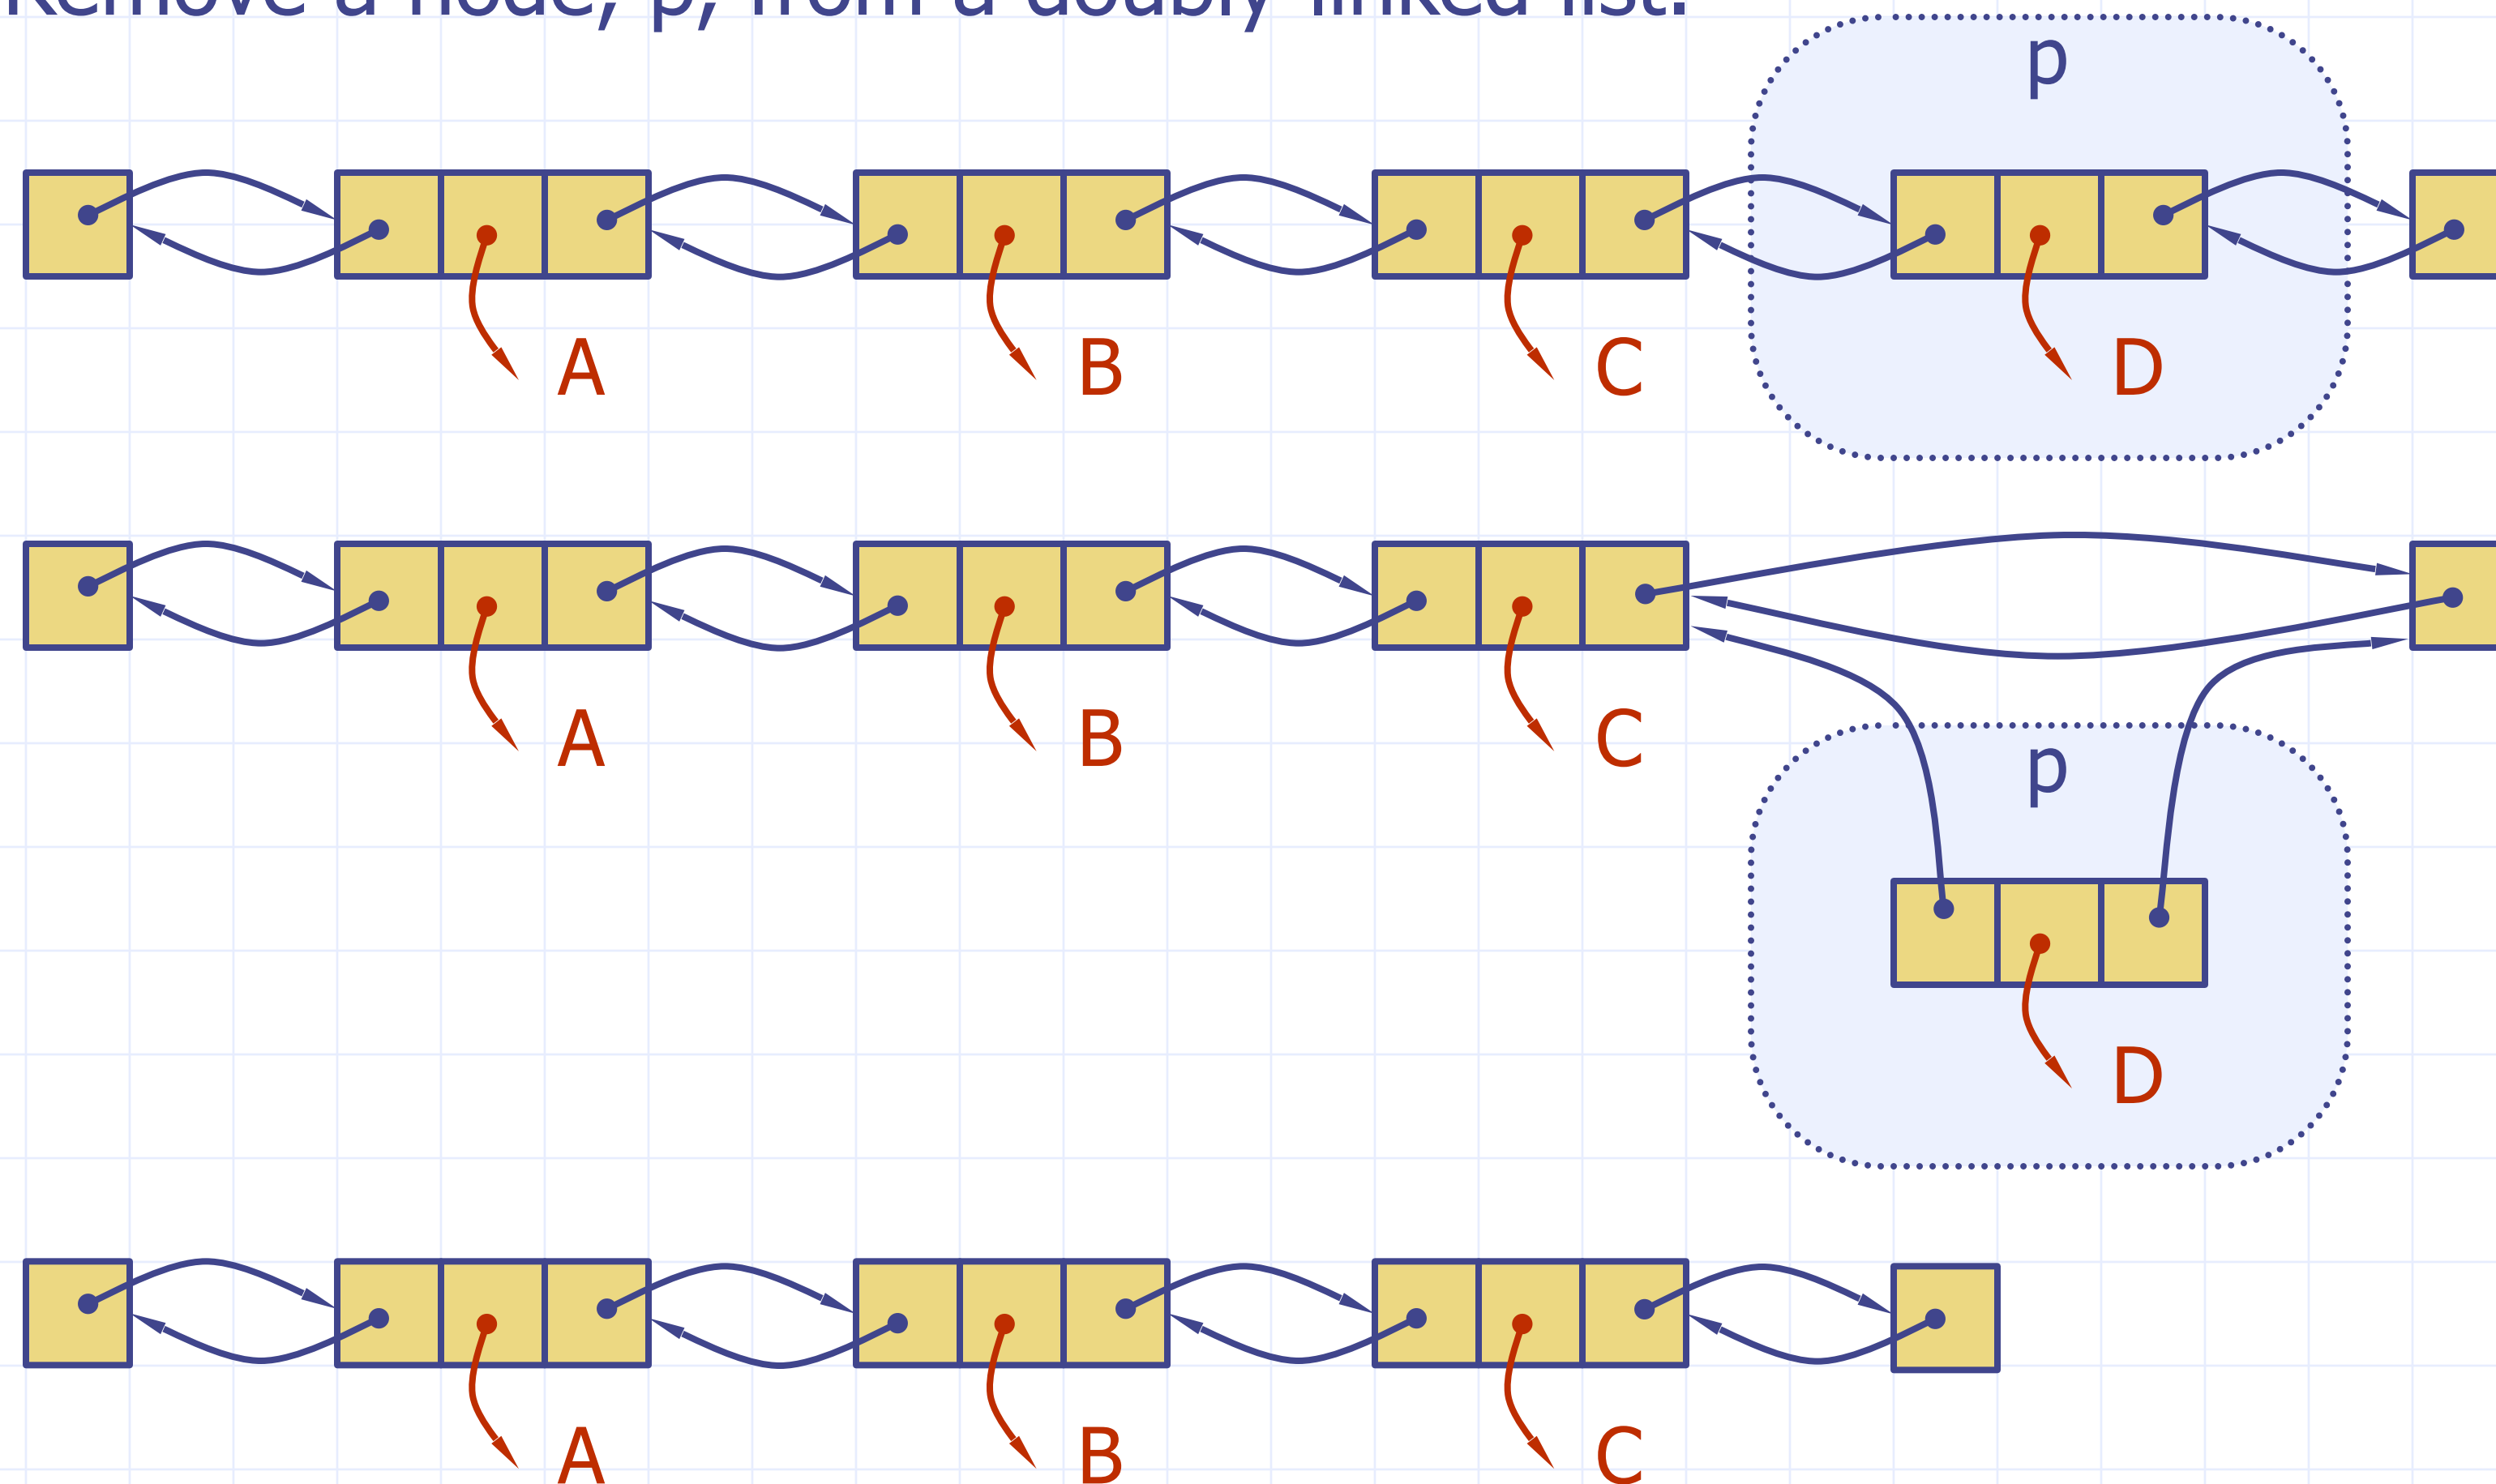 Remove a node, p, from a doubly linked list.
p
A B C D
p
A B C
D
A B C